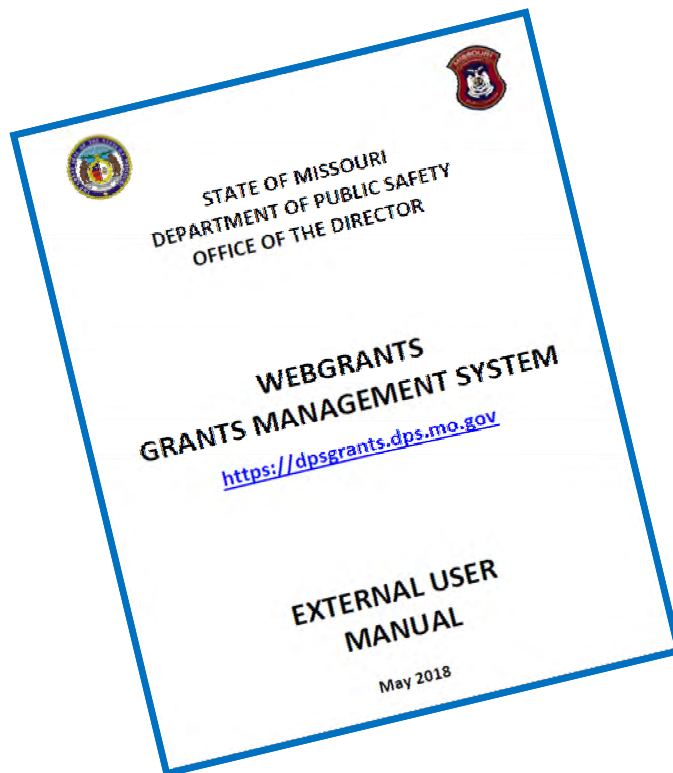 MISSOURI
STATE OF MISSOURI
DEPARTMENT OF PUBLIC SAFETY
OFFICE OF THE DIRECTOR
WEBGRANTS
GRANTS MANAGEMENT SYSTEM
https://dpsgrants.dps.mo.gov
EXTERNAL USER
MANUAL
May 2018